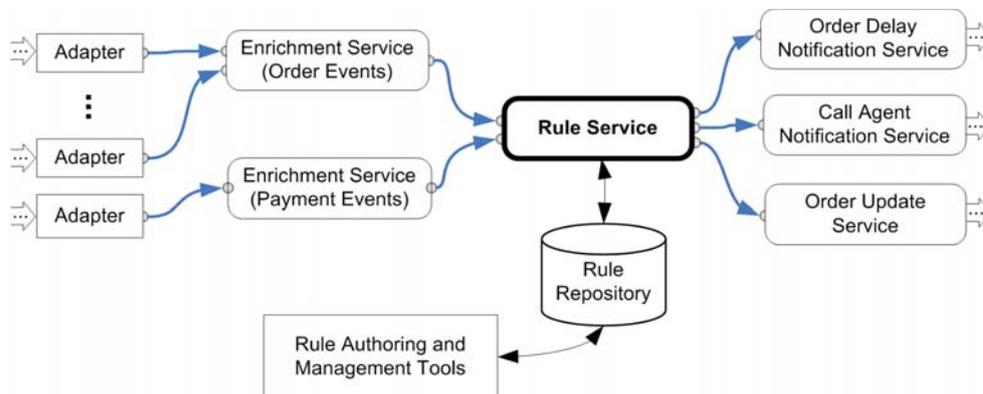 Adapter
Enrichment Service
(Order Events)
Order Delay
Notification Service
Rule Service
Call Agent
Notification Service
Adapter
Adapter
Enrichment Service
(Payment Events)
Order Update
Service
Rule
Repository
Rule Authoring and
Management Tools